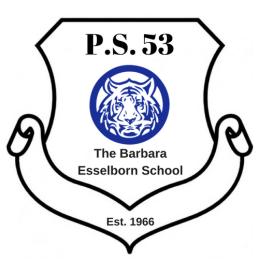 P.S. 53
The Barbara
Esselborn School
Est. 1966